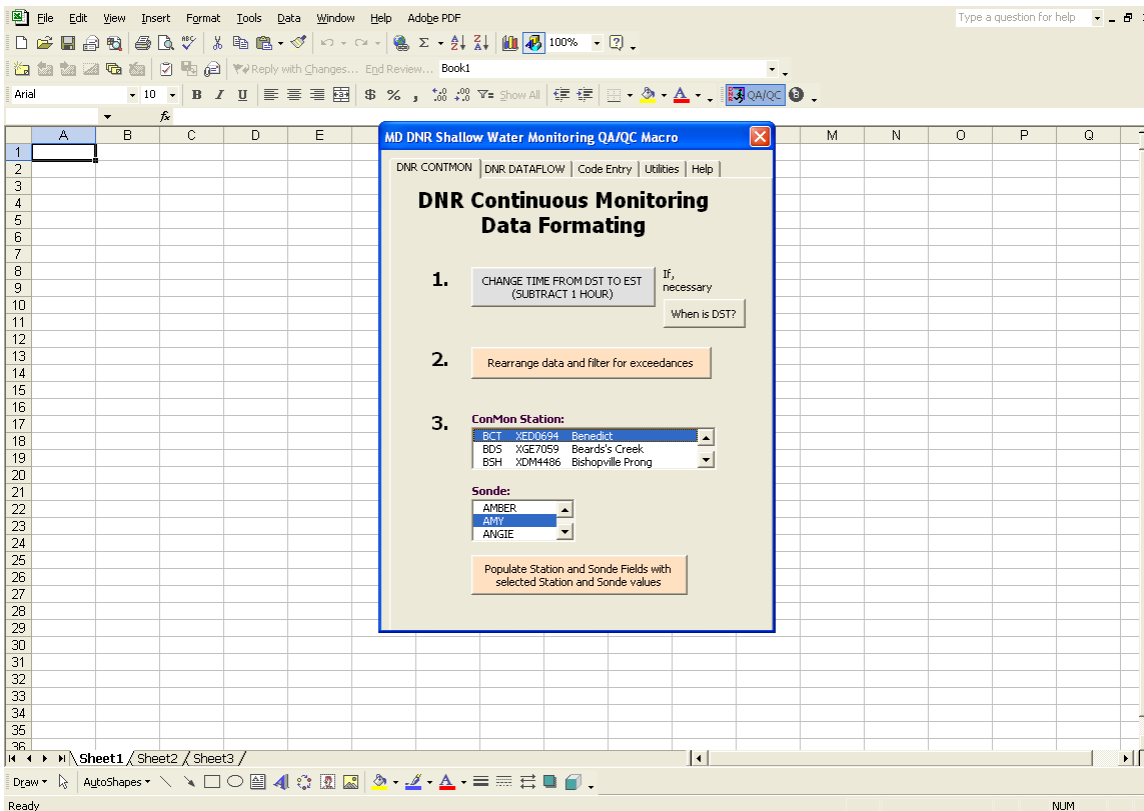 File Edit View Insert Format Tools Data Window Help Adobe PDF Type a question for help
Σ 100%
Reply with Changes... End Review... Book1
Arial 10 B I U $ % , Show All QA/QC
fx
A B C D E M N O P Q
MD DNR Shallow Water Monitoring QA/QC Macro
DNR CONTMON DNR DATAFLOW Code Entry Utilities Help
DNR Continuous Monitoring
Data Formating
1. CHANGE TIME FROM DST TO EST
(SUBTRACT 1 HOUR)
If,
necessary
When is DST?
2. Rearrange data and filter for exceedances
3. ConMon Station:
BCT XED0694 Benedict
BDS XGE7059 Beards's Creek
BSH XDM4486 Bishopville Prong
Sonde:
AMBER
AMY
ANGIE
Populate Station and Sonde Fields with
selected Station and Sonde values
1
2
3
4
5
6
7
8
9
10
11
12
13
14
15
16
17
18
19
20
21
22
23
24
25
26
27
28
29
30
31
32
33
34
35
36
Sheet1 Sheet2 Sheet3
Draw AutoShapes A A
Ready NUM